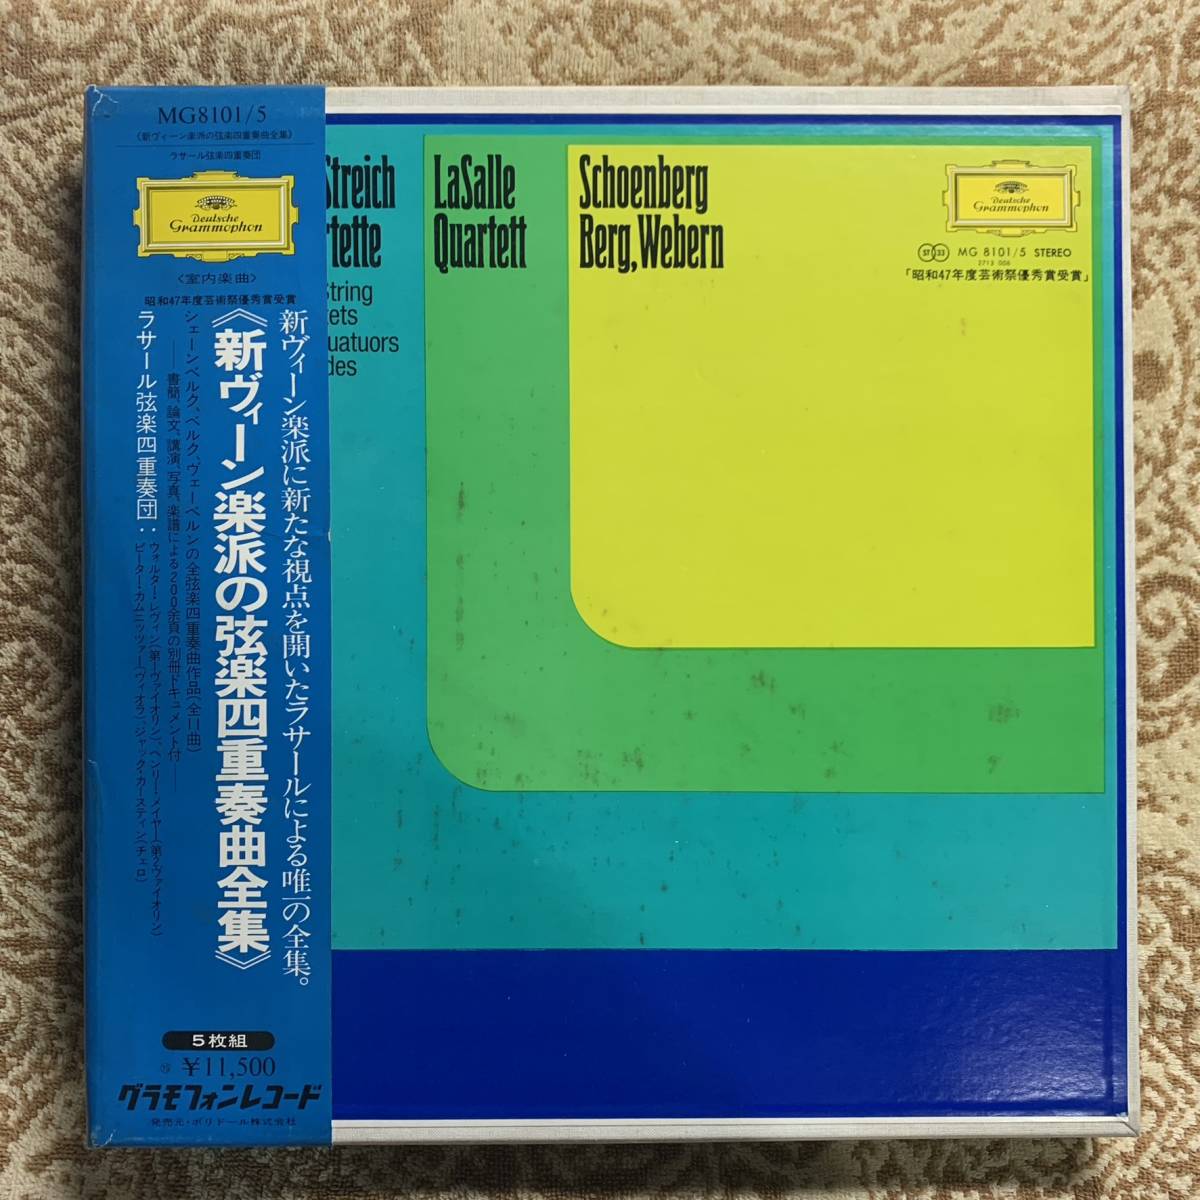 MG8101/5
《新ヴィーン楽派の弦楽四重奏曲全集》
ラサール弦楽四重奏団
Deutsche
Grammophon
〈室内楽曲〉
昭和47年度芸術祭優秀賞受賞
新ヴィーン楽派に新たな視点を開いたラサールによる唯一の全集。
《新ヴィーン楽派の弦楽四重奏曲全集》
シェーンベルク、ベルク、ヴェーベルンの全弦楽四重奏曲作品(全11曲)
——書簡、論文、講演、写真、楽譜による200余頁の別冊ドキュメント付——
ラサール弦楽四重奏団:
ウォルター・レヴィン(第1ヴァイオリン)、ヘンリー・メイヤー(第2ヴァイオリン)
ピーター・カムニッツァー(ヴィオラ)、ジャック・カースティン(チェロ)
5枚組
¥11,500
グラモフォンレコード
発売元・ポリドール株式会社
Streich
rtette
String
tets
uatuors
des
LaSalle
Quartett
Schoenberg
Berg, Webern
Deutsche
Grammophon
ST 33 MG 8101/5 STEREO
2713 006
「昭和47年度芸術祭優秀賞受賞」